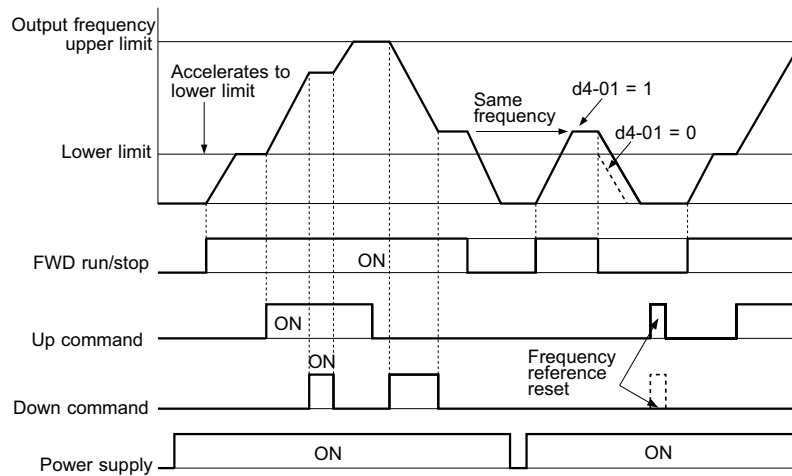 Output frequency
upper limit
Accelerates to
lower limit
Same
frequency
d4-01 = 1
d4-01 = 0
Lower limit
FWD run/stop
ON
Up command
ON
ON
Frequency
reference
reset
Down command
Power supply
ON
ON